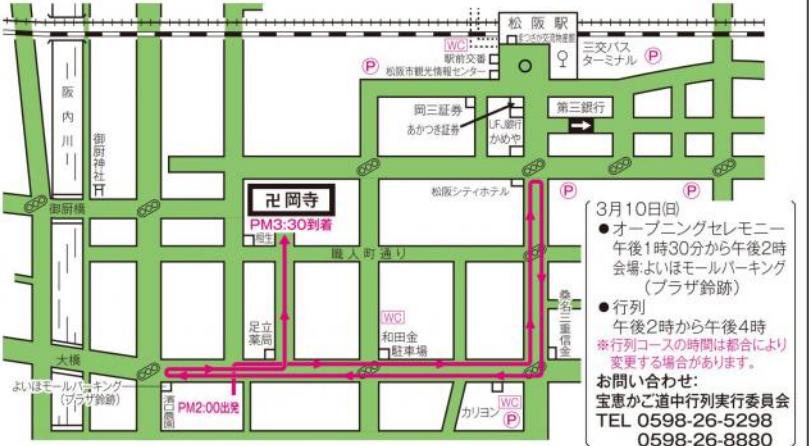 松阪駅
まつさか交流物産館
WC
駅前交番
松阪市観光情報センター
三交バス
ターミナル
P
P
阪内川
御厨神社
岡三証券
あかつき証券
UFJ銀行
かめや
第三銀行
松阪シティホテル
P
P
御厨橋
卍岡寺
PM3:30到着
相生
職人町通り
WC
足立
薬局
和田金
駐車場
桑名三重信金
大橋
よいほモールパーキング
(プラザ鈴跡)
濱口農園
PM2:00出発
カリヨン
WC
P
3月10日(日)
●オープニングセレモニー
午後1時30分から午後2時
会場:よいほモールパーキング
(プラザ鈴跡)
●行列
午後2時から午後4時
※行列コースの時間は都合により
変更する場合があります。
お問い合わせ:
宝恵かご道中行列実行委員会
TEL 0598-26-5298
0598-26-8880